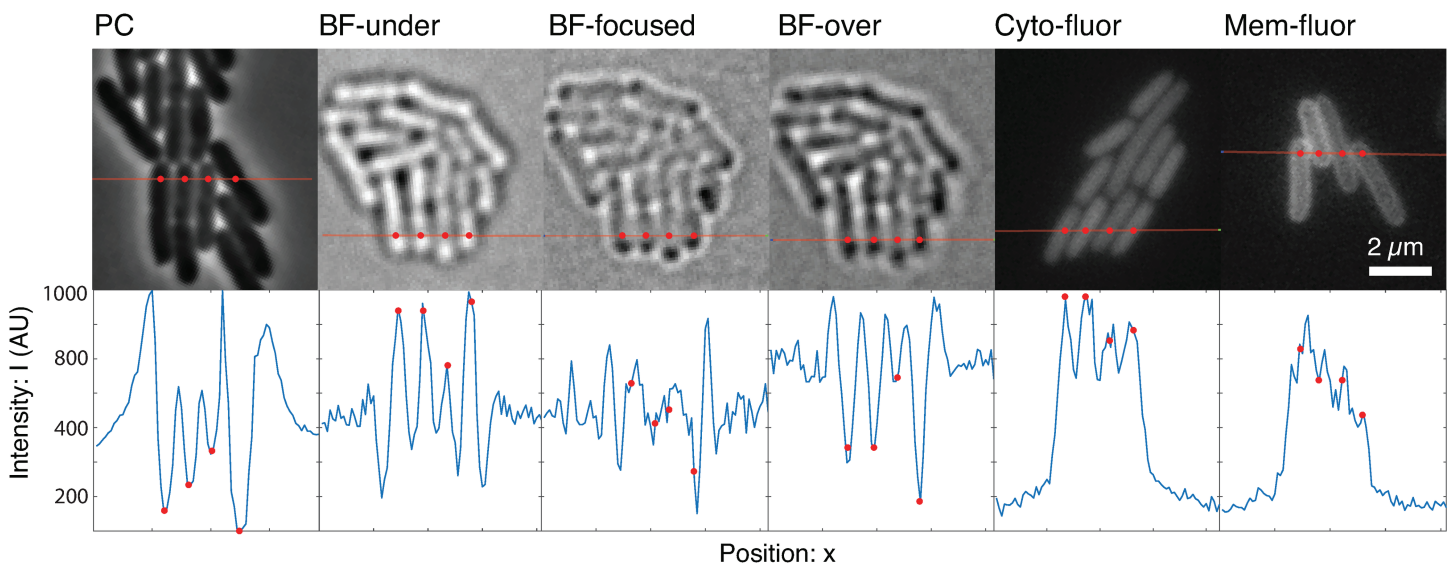 PC BF-under BF-focused BF-over Cyto-fluor Mem-fluor
2 µm
Intensity: I (AU)
1000
800
400
200
Position: x